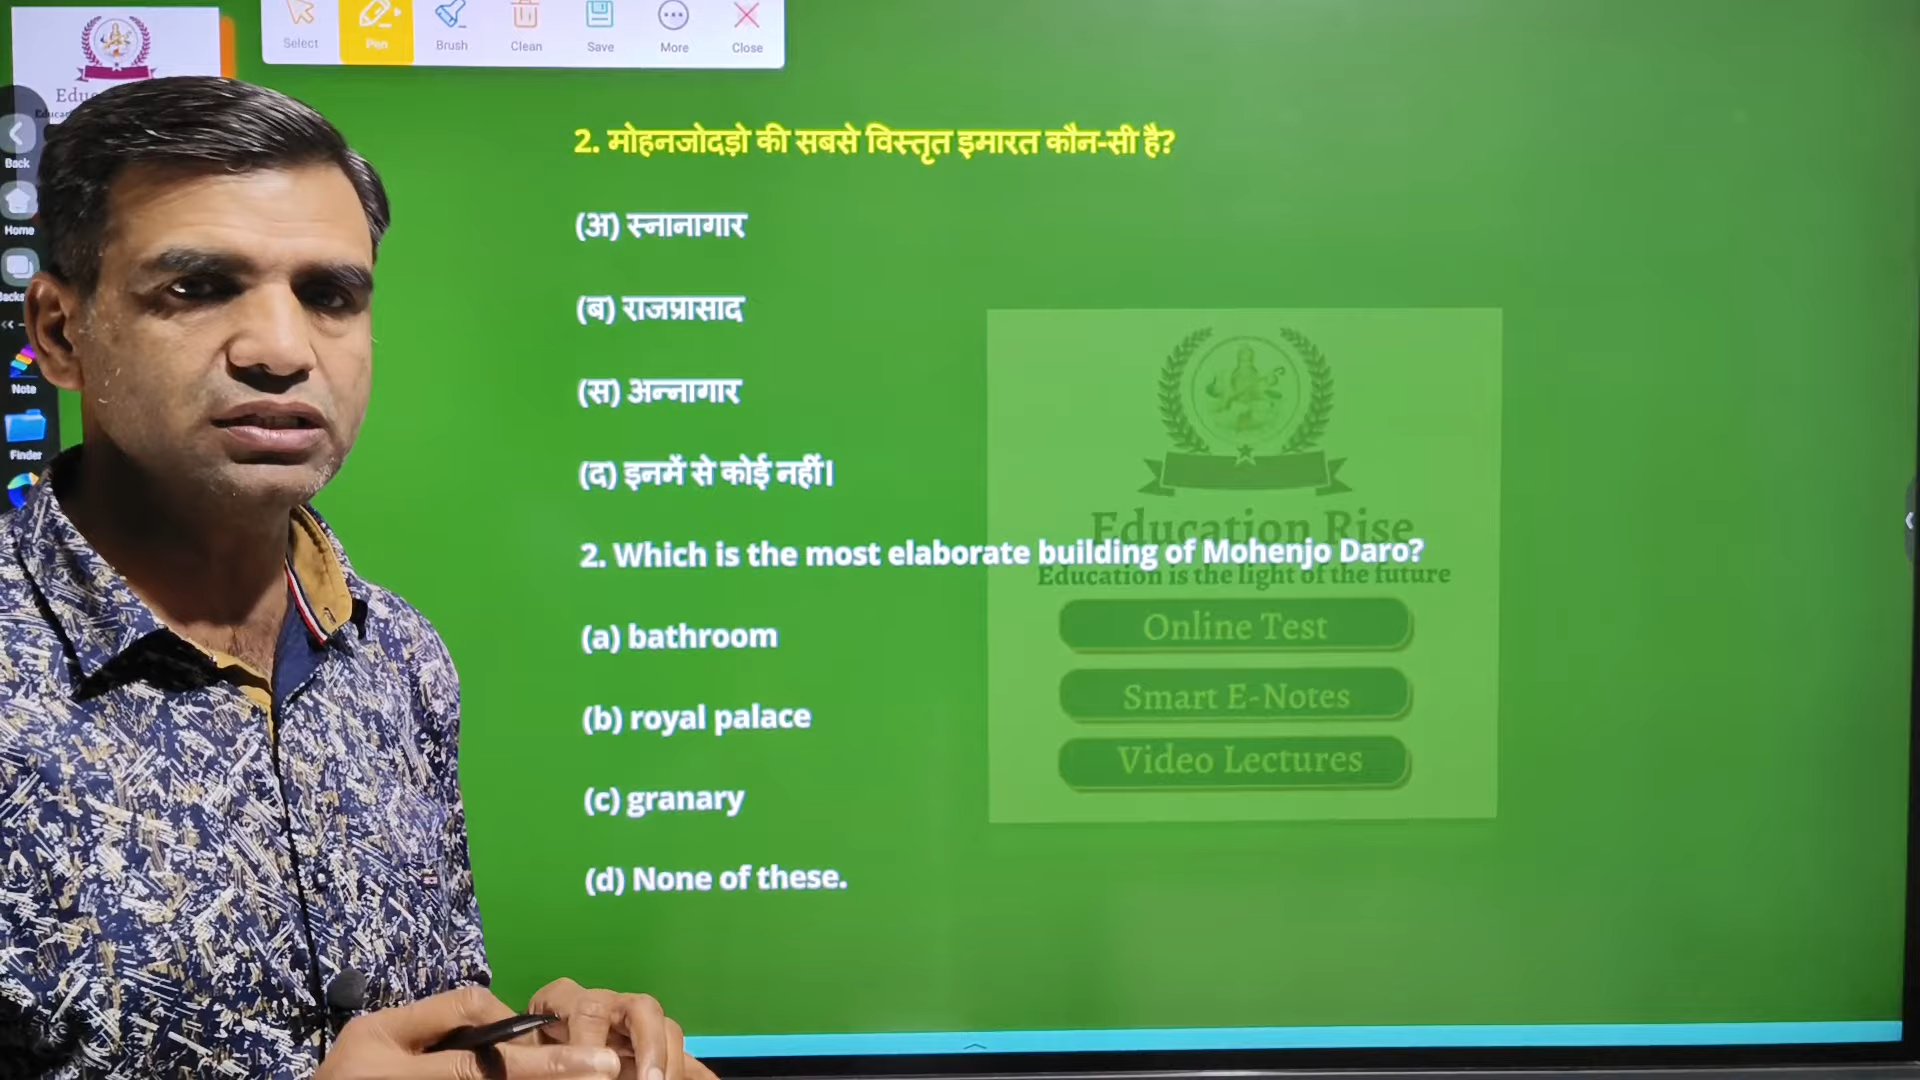 Select
Pen
Brush
Clean
Save
More
Close
Back
Home
Note
Finder
2. मोहनजोदड़ो की सबसे विस्तृत इमारत कौन-सी है?
(अ) स्नानागार
(ब) राजप्रासाद
(स) अन्नागार
(द) इनमें से कोई नहीं।
2. Which is the most elaborate building of Mohenjo Daro?
(a) bathroom
(b) royal palace
(c) granary
(d) None of these.
Education Rise
Education is the light of the future
Online Test
Smart E-Notes
Video Lectures